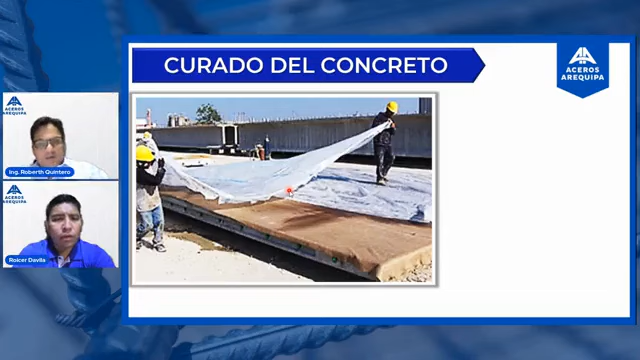 CURADO DEL CONCRETO
ACEROS
AREQUIPA
ACEROS
AREQUIPA
Ing. Roberth Quintero
ACEROS
AREQUIPA
Roicer Davila